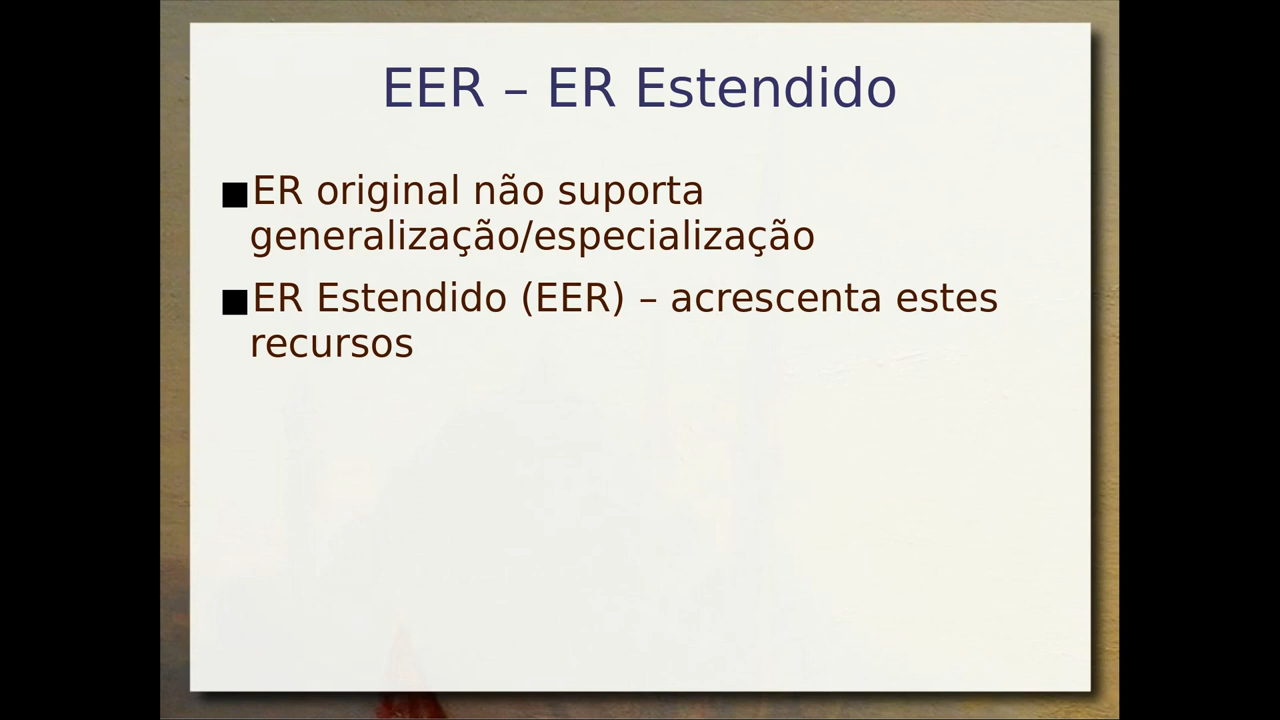 EER – ER Estendido
■ER original não suporta
generalização/especialização
■ER Estendido (EER) – acrescenta estes
recursos